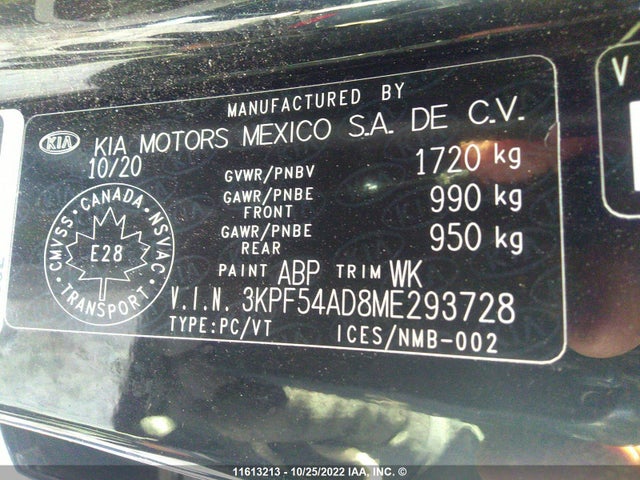 MANUFACTURED BY
KIA KIA MOTORS MEXICO S.A. DE C.V.
10/20
GVWR/PNBV 1720 kg
GAWR/PNBE FRONT 990 kg
GAWR/PNBE REAR 950 kg
CANADA · NSVAC · TRANSPORT · CMVSS
E28
PAINT ABP TRIM WK
V.I.N. 3KPF54AD8ME293728
TYPE:PC/VT ICES/NMB-002
V
11613213 - 10/25/2022 IAA, INC. ©